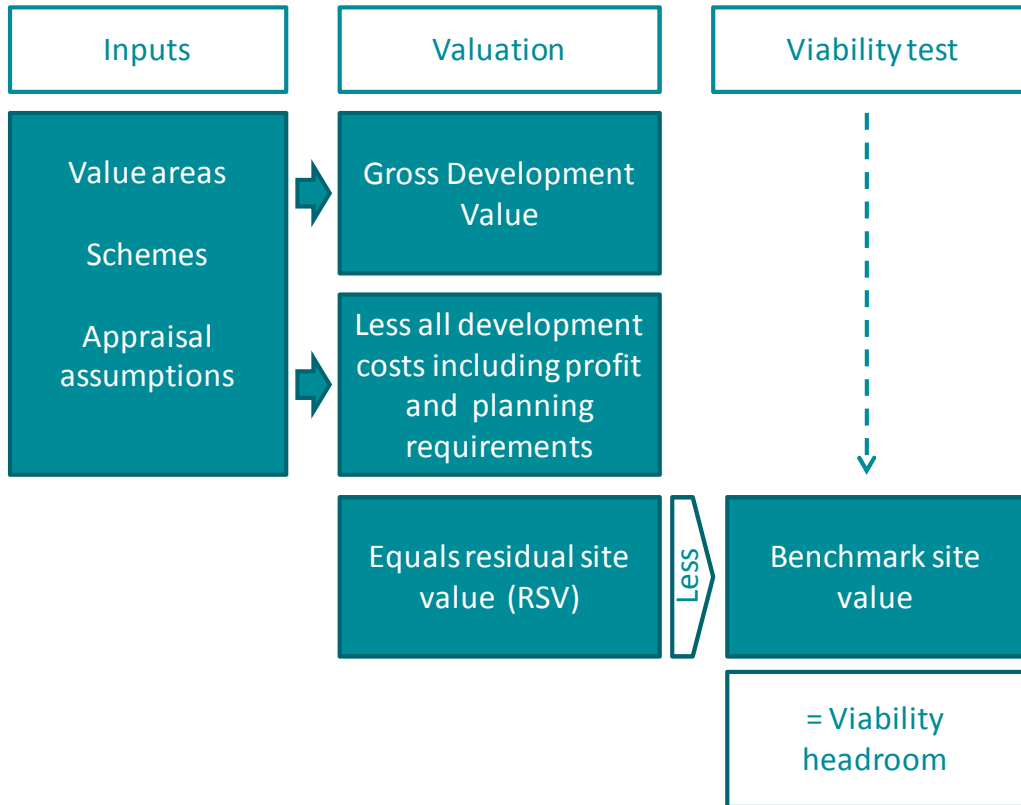 Inputs
Valuation
Viability test
Value areas
Schemes
Appraisal
assumptions
Gross Development
Value
Less all development
costs including profit
and planning
requirements
Equals residual site
value (RSV)
Less
Benchmark site
value
= Viability
headroom